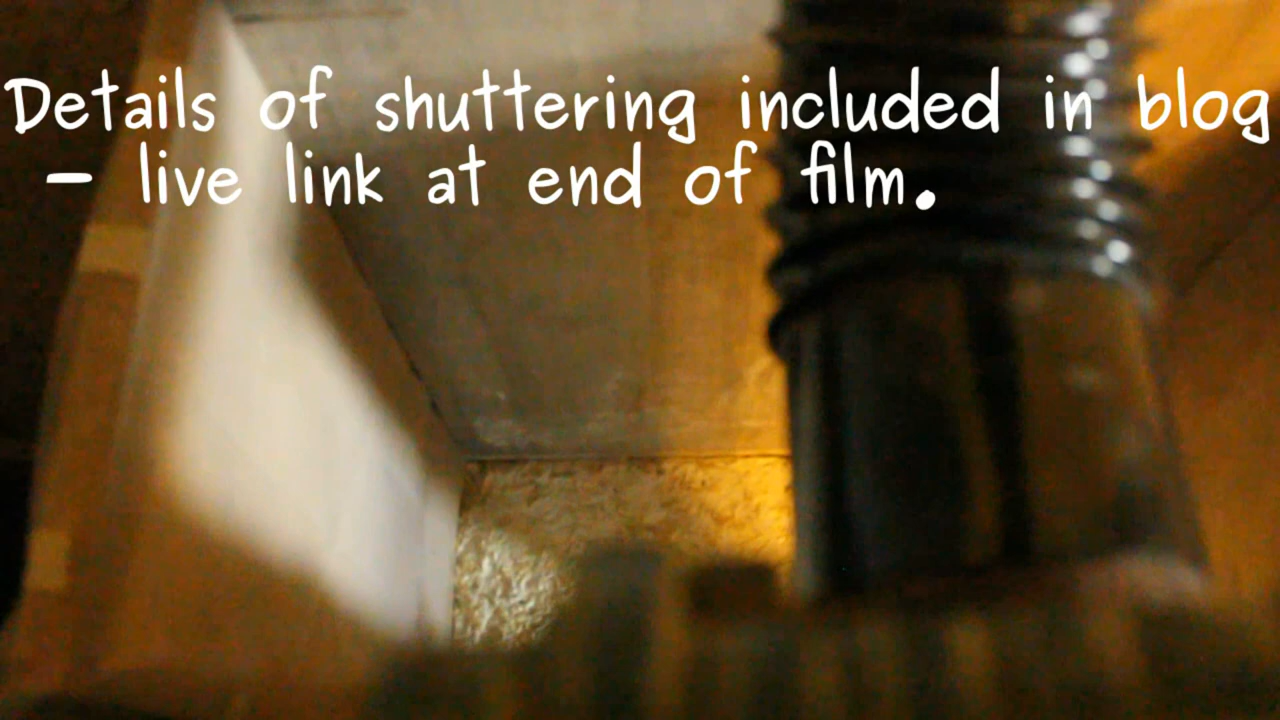 Details of shuttering included in blog
- live link at end of film.